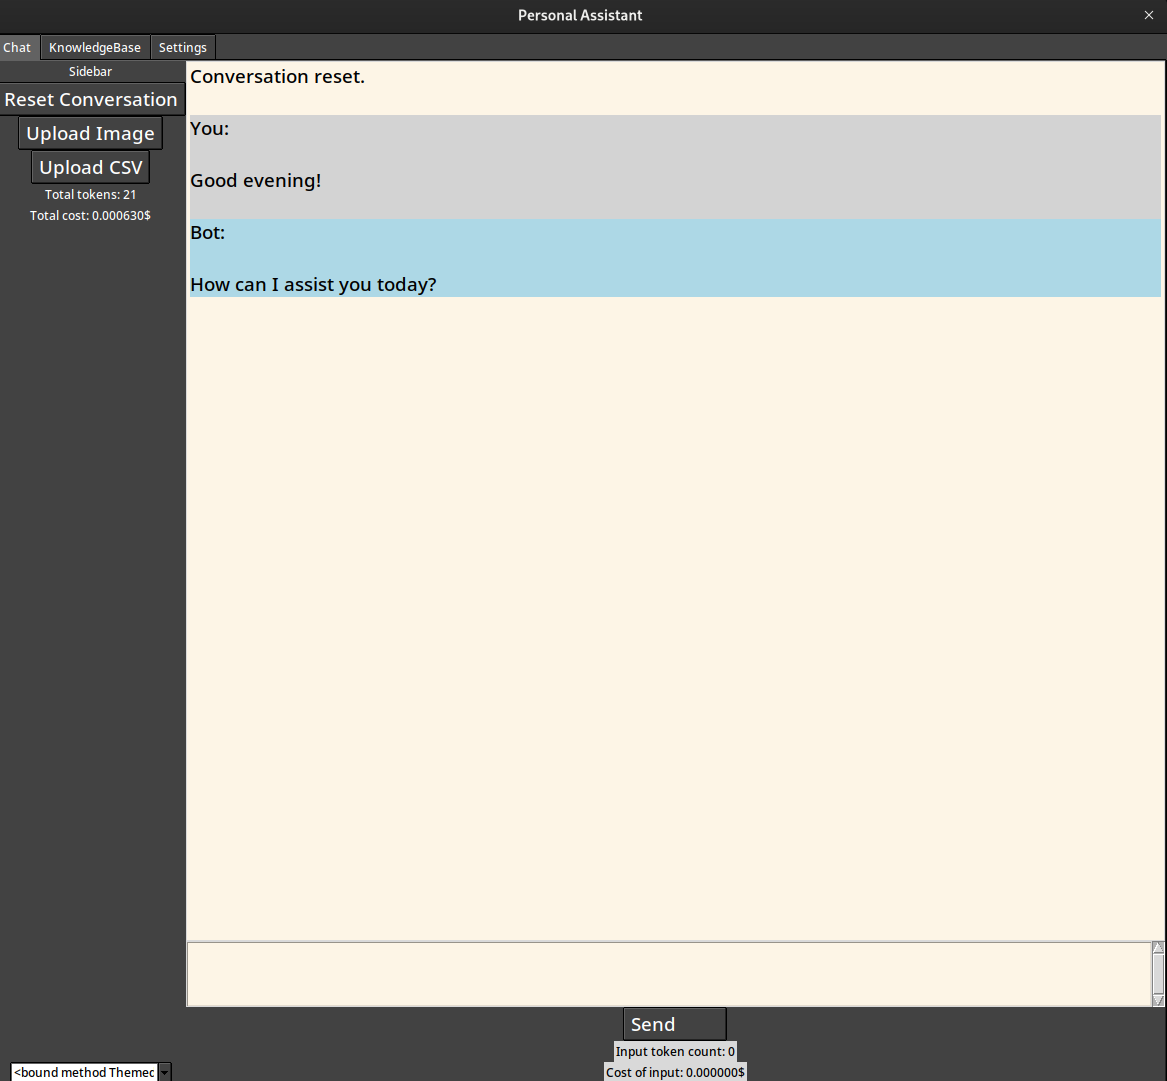 Personal Assistant
Chat KnowledgeBase Settings
Sidebar
Reset Conversation
Upload Image
Upload CSV
Total tokens: 21
Total cost: 0.000630$
Conversation reset.
You:
Good evening!
Bot:
How can I assist you today?
Send
Input token count: 0
Cost of input: 0.000000$
<bound method Themec